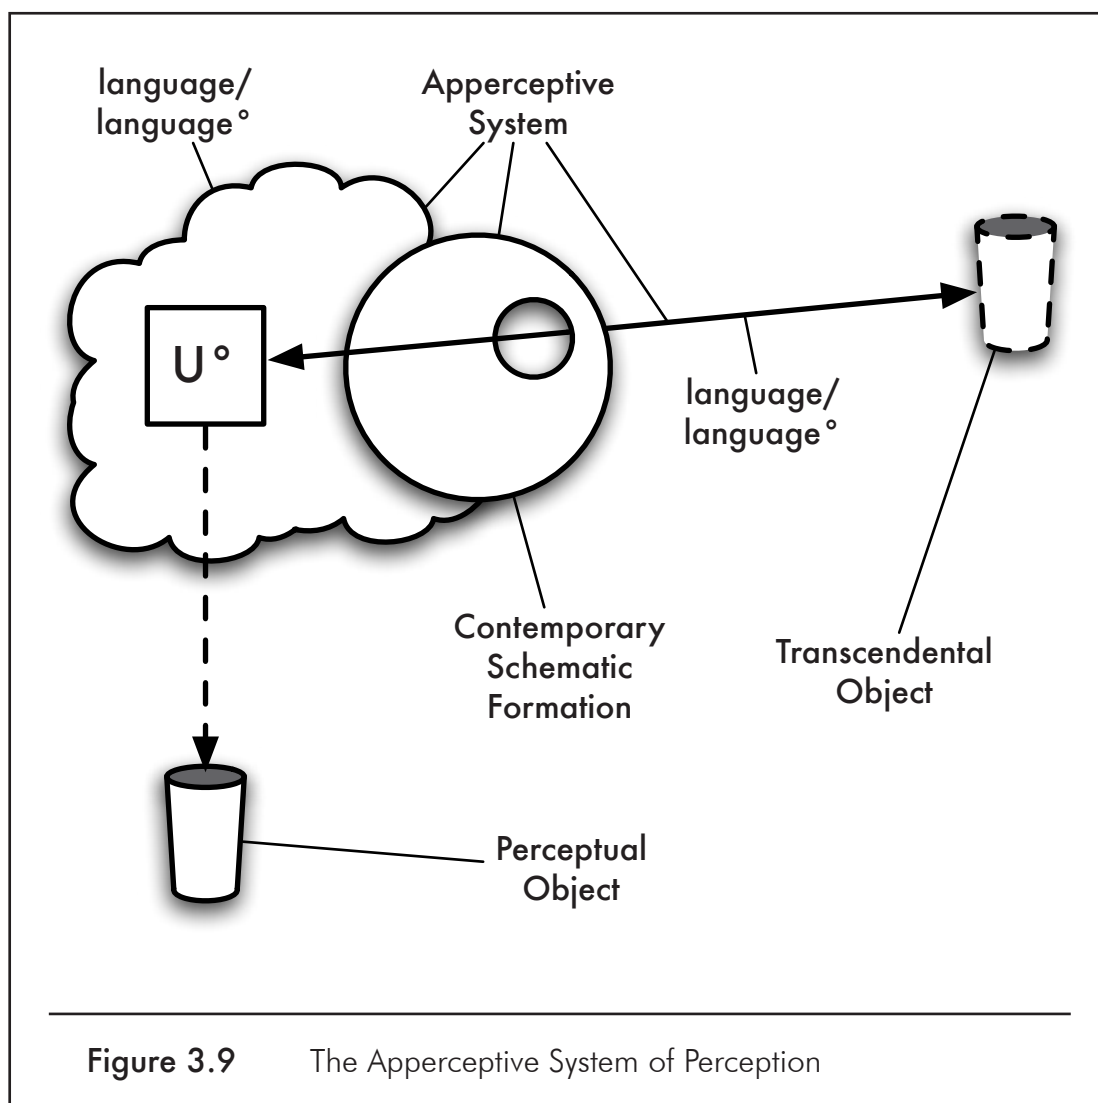 language/
language°
Apperceptive
System
U°
language/
language°
Contemporary
Schematic
Formation
Transcendental
Object
Perceptual
Object
Figure 3.9 The Apperceptive System of Perception